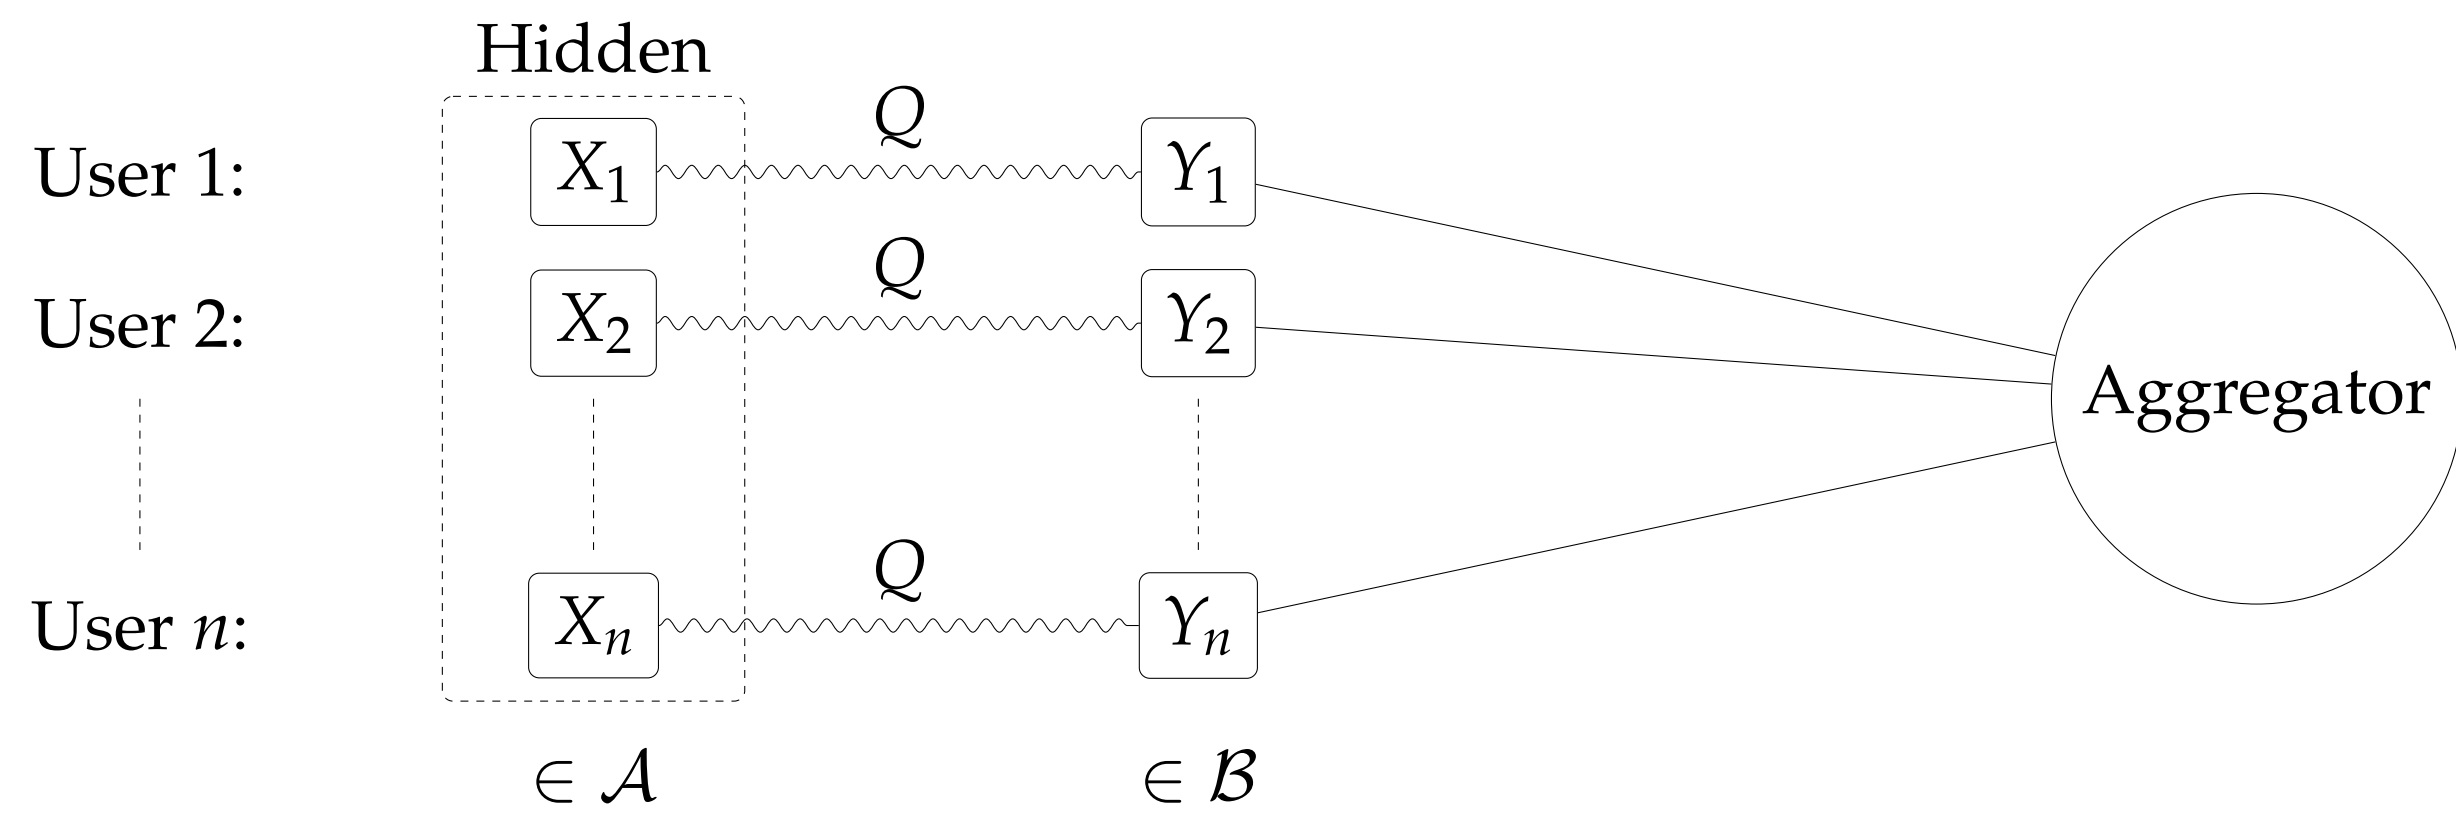 Hidden
Q
User 1: X₁ Y₁
Q
User 2: X₂ Y₂
Aggregator
Q
User n: Xₙ Yₙ
∈ 𝒜 ∈ ℬ